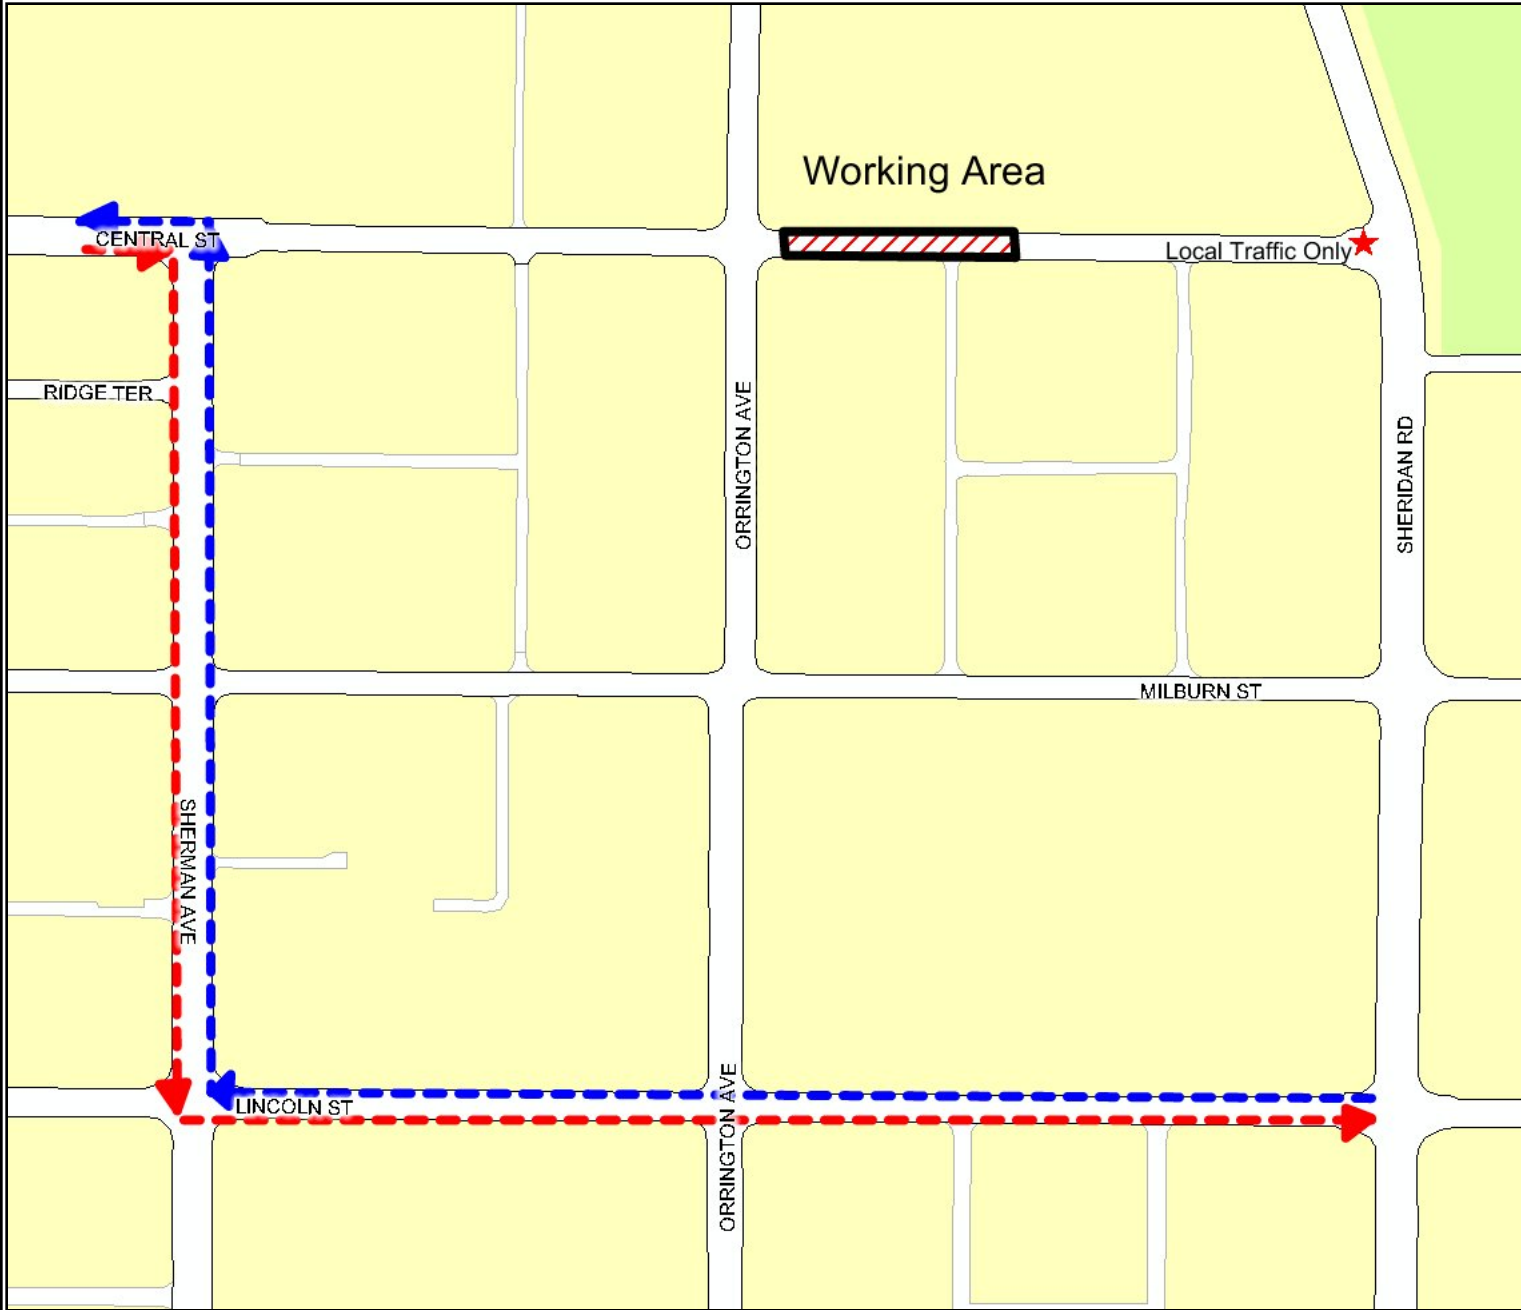 Working Area
CENTRAL ST
Local Traffic Only
RIDGE TER
ORRINGTON AVE
SHERIDAN RD
MILBURN ST
SHERMAN AVE
LINCOLN ST
ORRINGTON AVE